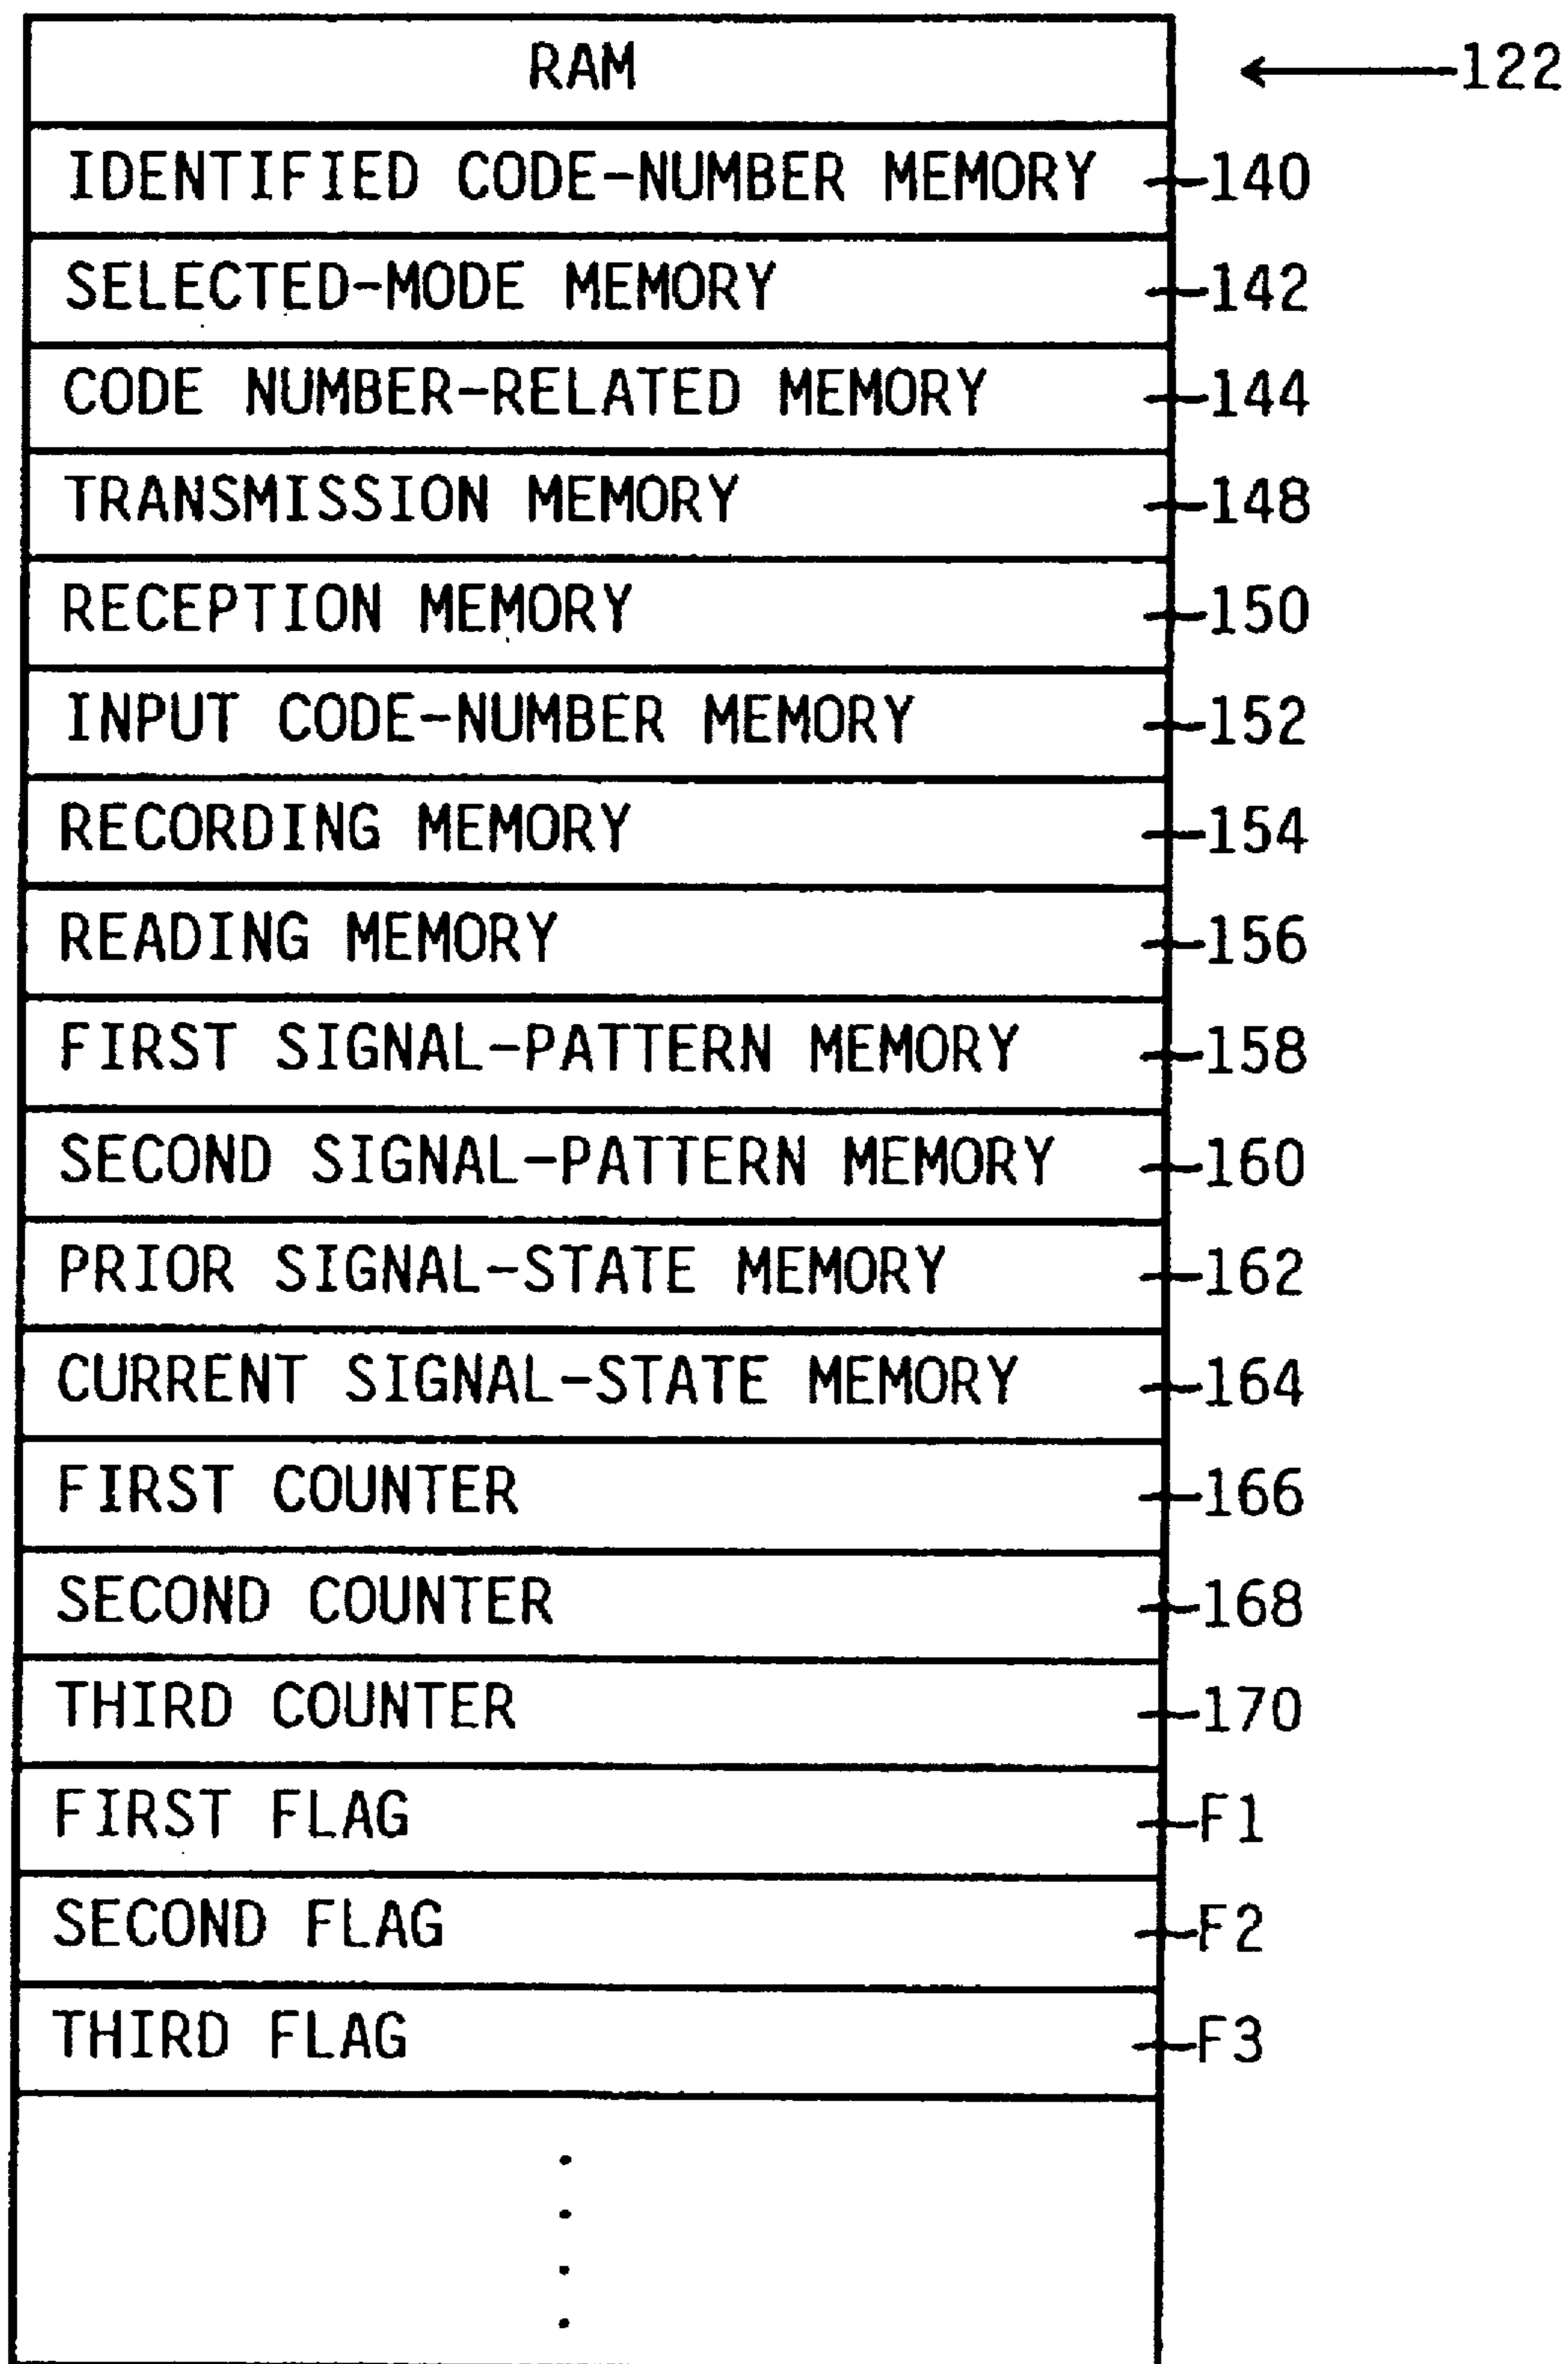 RAM 122
IDENTIFIED CODE-NUMBER MEMORY 140
SELECTED-MODE MEMORY 142
CODE NUMBER-RELATED MEMORY 144
TRANSMISSION MEMORY 148
RECEPTION MEMORY 150
INPUT CODE-NUMBER MEMORY 152
RECORDING MEMORY 154
READING MEMORY 156
FIRST SIGNAL-PATTERN MEMORY 158
SECOND SIGNAL-PATTERN MEMORY 160
PRIOR SIGNAL-STATE MEMORY 162
CURRENT SIGNAL-STATE MEMORY 164
FIRST COUNTER 166
SECOND COUNTER 168
THIRD COUNTER 170
FIRST FLAG F1
SECOND FLAG F2
THIRD FLAG F3